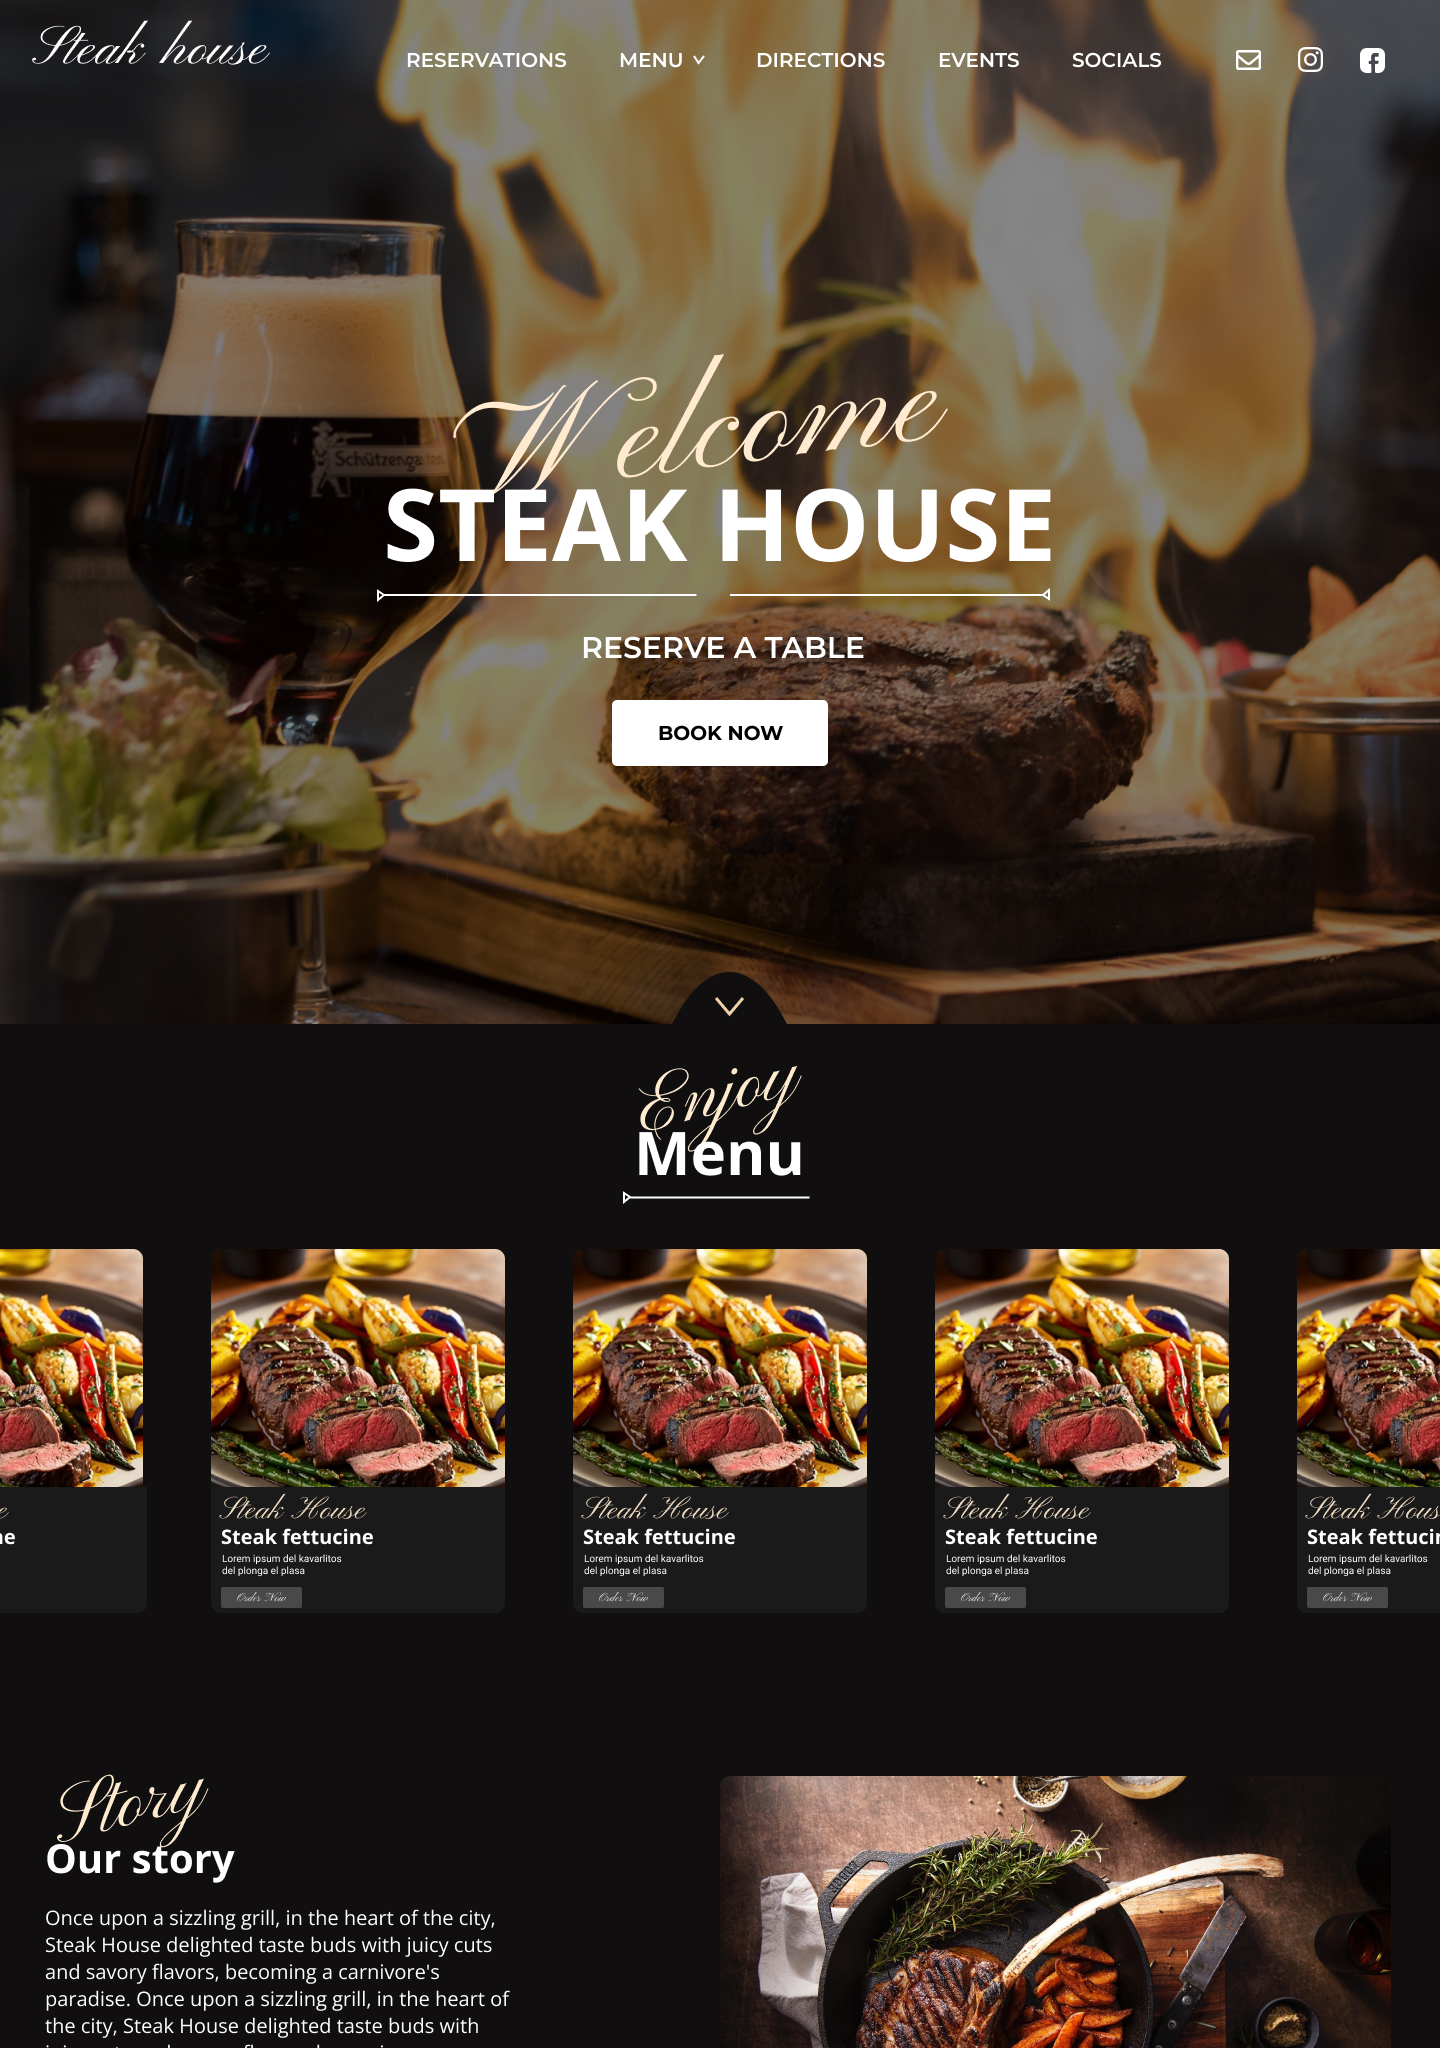 Steak house
RESERVATIONS MENU DIRECTIONS EVENTS SOCIALS
Schützengarten
Welcome
STEAK HOUSE
RESERVE A TABLE
BOOK NOW
Enjoy
Menu
Steak House
Steak fettucine
Lorem ipsum del kavarlitos
del plonga el plasa
Order Now
Steak House
Steak fettucine
Lorem ipsum del kavarlitos
del plonga el plasa
Order Now
Steak House
Steak fettucine
Lorem ipsum del kavarlitos
del plonga el plasa
Order Now
Steak
Steak
Lorem ipsum del kavarlitos
del plonga el plasa
Order Now
Story
Our story
Once upon a sizzling grill, in the heart of the city,
Steak House delighted taste buds with juicy cuts
and savory flavors, becoming a carnivore's
paradise. Once upon a sizzling grill, in the heart of
the city, Steak House delighted taste buds with